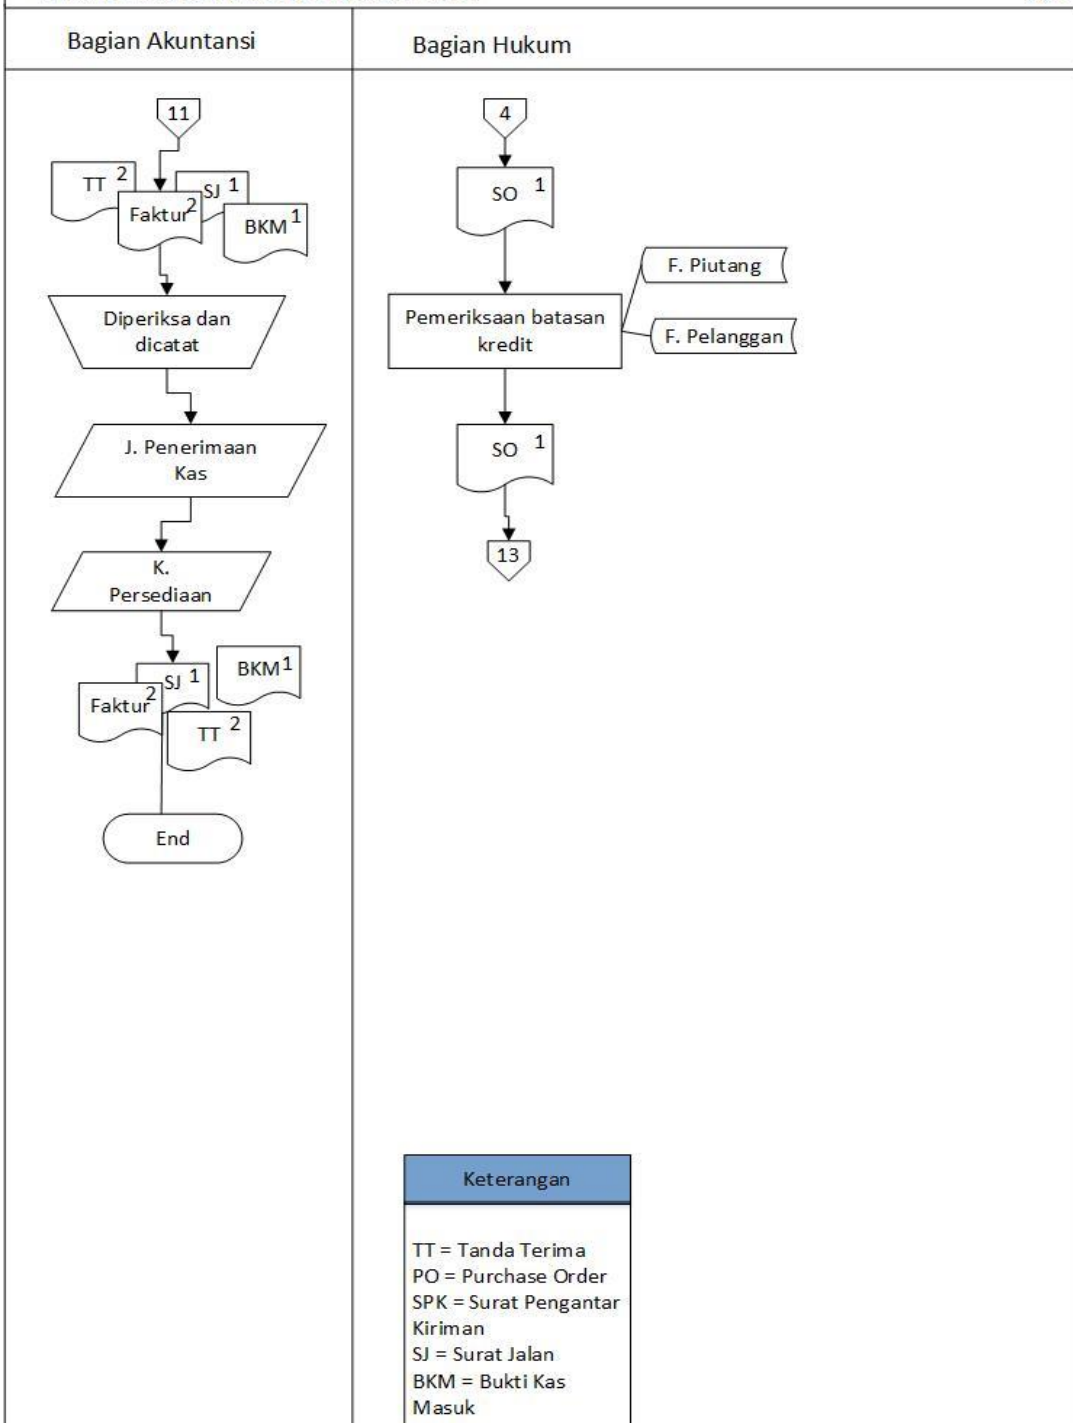 Bagian Akuntansi
Bagian Hukum
11
TT 2
SJ 1
Faktur 2
BKM 1
Diperiksa dan
dicatat
J. Penerimaan
Kas
K.
Persediaan
SJ 1
BKM 1
Faktur 2
TT 2
End
4
SO 1
Pemeriksaan batasan
kredit
F. Piutang
F. Pelanggan
SO 1
13
Keterangan
TT = Tanda Terima
PO = Purchase Order
SPK = Surat Pengantar
Kiriman
SJ = Surat Jalan
BKM = Bukti Kas
Masuk